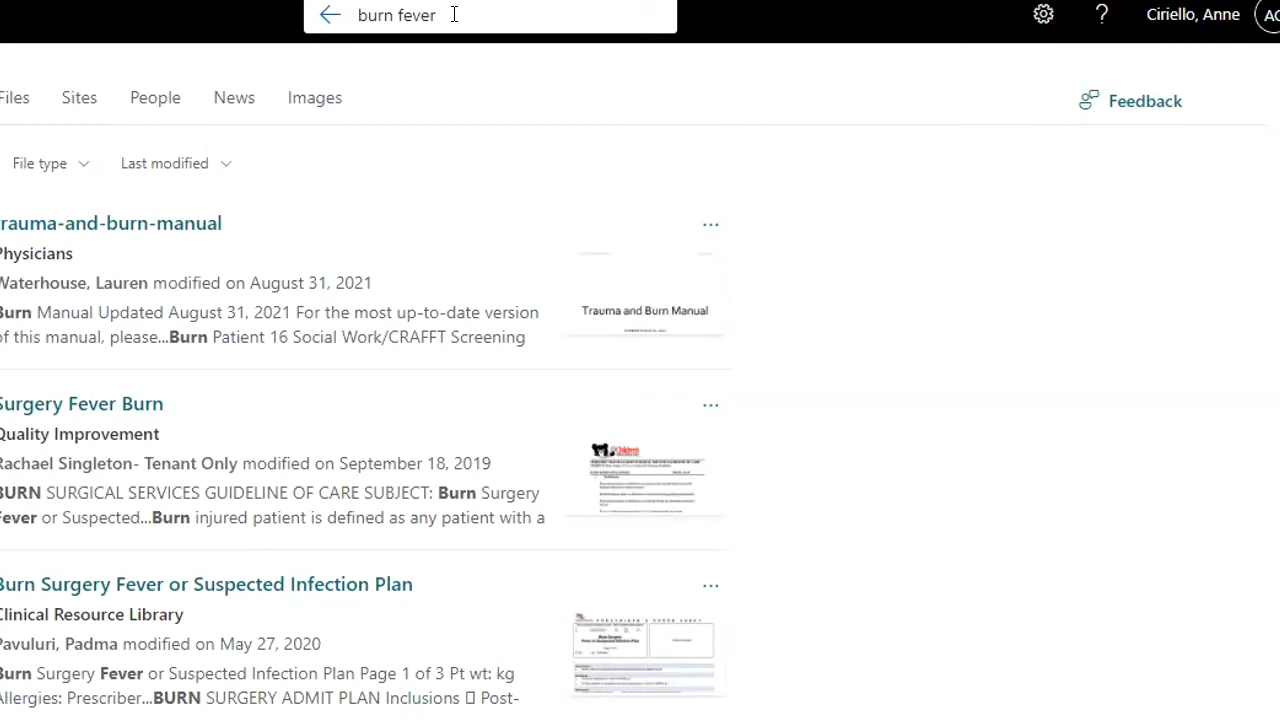 burn fever
Ciriello, Anne
Files Sites People News Images
Feedback
File type Last modified
trauma-and-burn-manual
Physicians
Waterhouse, Lauren modified on August 31, 2021
Burn Manual Updated August 31, 2021 For the most up-to-date version
of this manual, please...Burn Patient 16 Social Work/CRAFFT Screening
Trauma and Burn Manual
Surgery Fever Burn
Quality Improvement
Rachael Singleton- Tenant Only modified on September 18, 2019
BURN SURGICAL SERVICES GUIDELINE OF CARE SUBJECT: Burn Surgery
Fever or Suspected...Burn injured patient is defined as any patient with a
Children's
Burn Surgery Fever or Suspected Infection Plan
Clinical Resource Library
Pavuluri, Padma modified on May 27, 2020
Burn Surgery Fever or Suspected Infection Plan Page 1 of 3 Pt wt: kg
Allergies: Prescriber...BURN SURGERY ADMIT PLAN Inclusions ▯ Post-